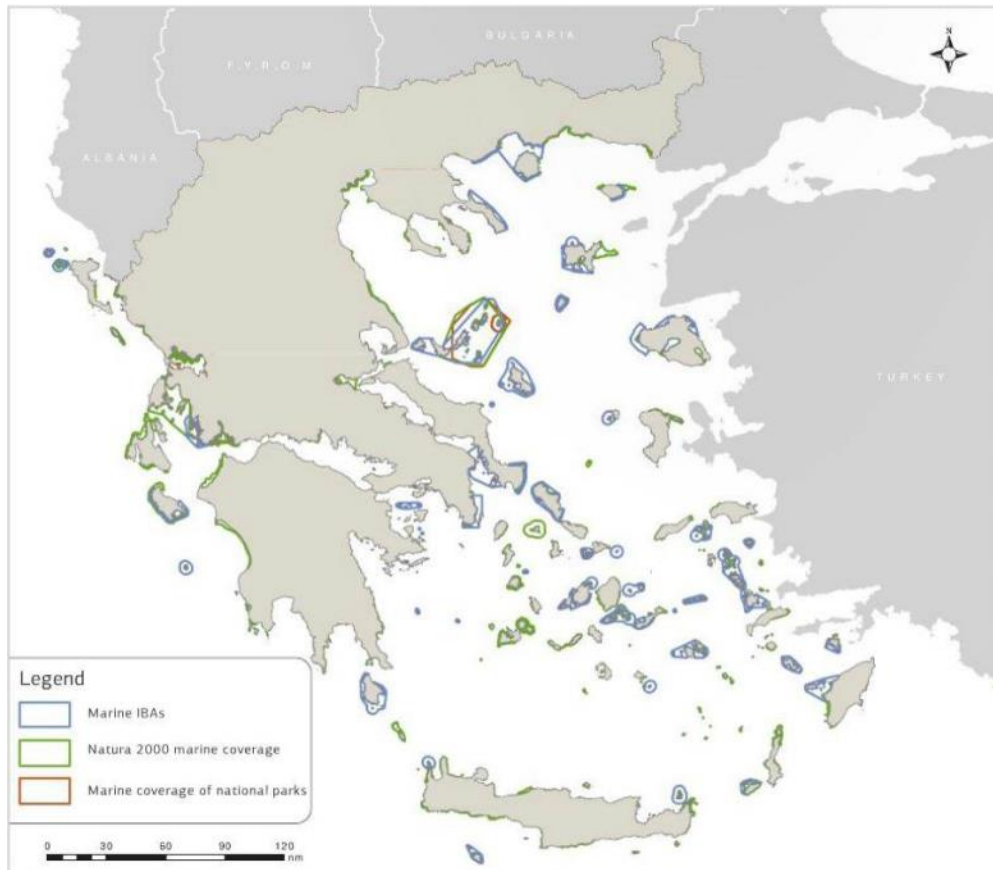 BULGARIA
N
F.Y.R.O.M
ALBANIA
TURKEY
Legend
Marine IBAs
Natura 2000 marine coverage
Marine coverage of national parks
0 30 60 90 120
nm